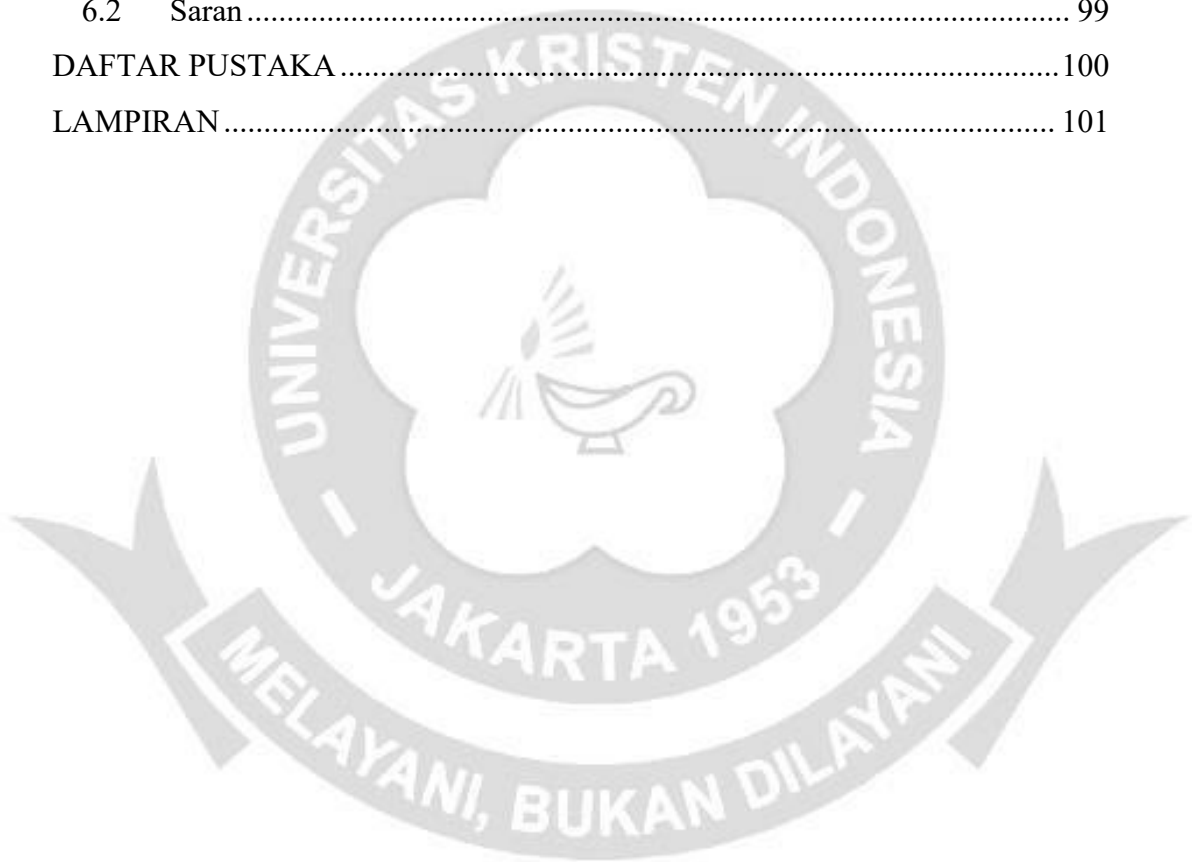 6.2 Saran ........................................................................................................ 99
DAFTAR PUSTAKA ...........................................................................................100
LAMPIRAN ......................................................................................................... 101
UNIVERSITAS KRISTEN INDONESIA
- JAKARTA 1953 -
MELAYANI, BUKAN DILAYANI